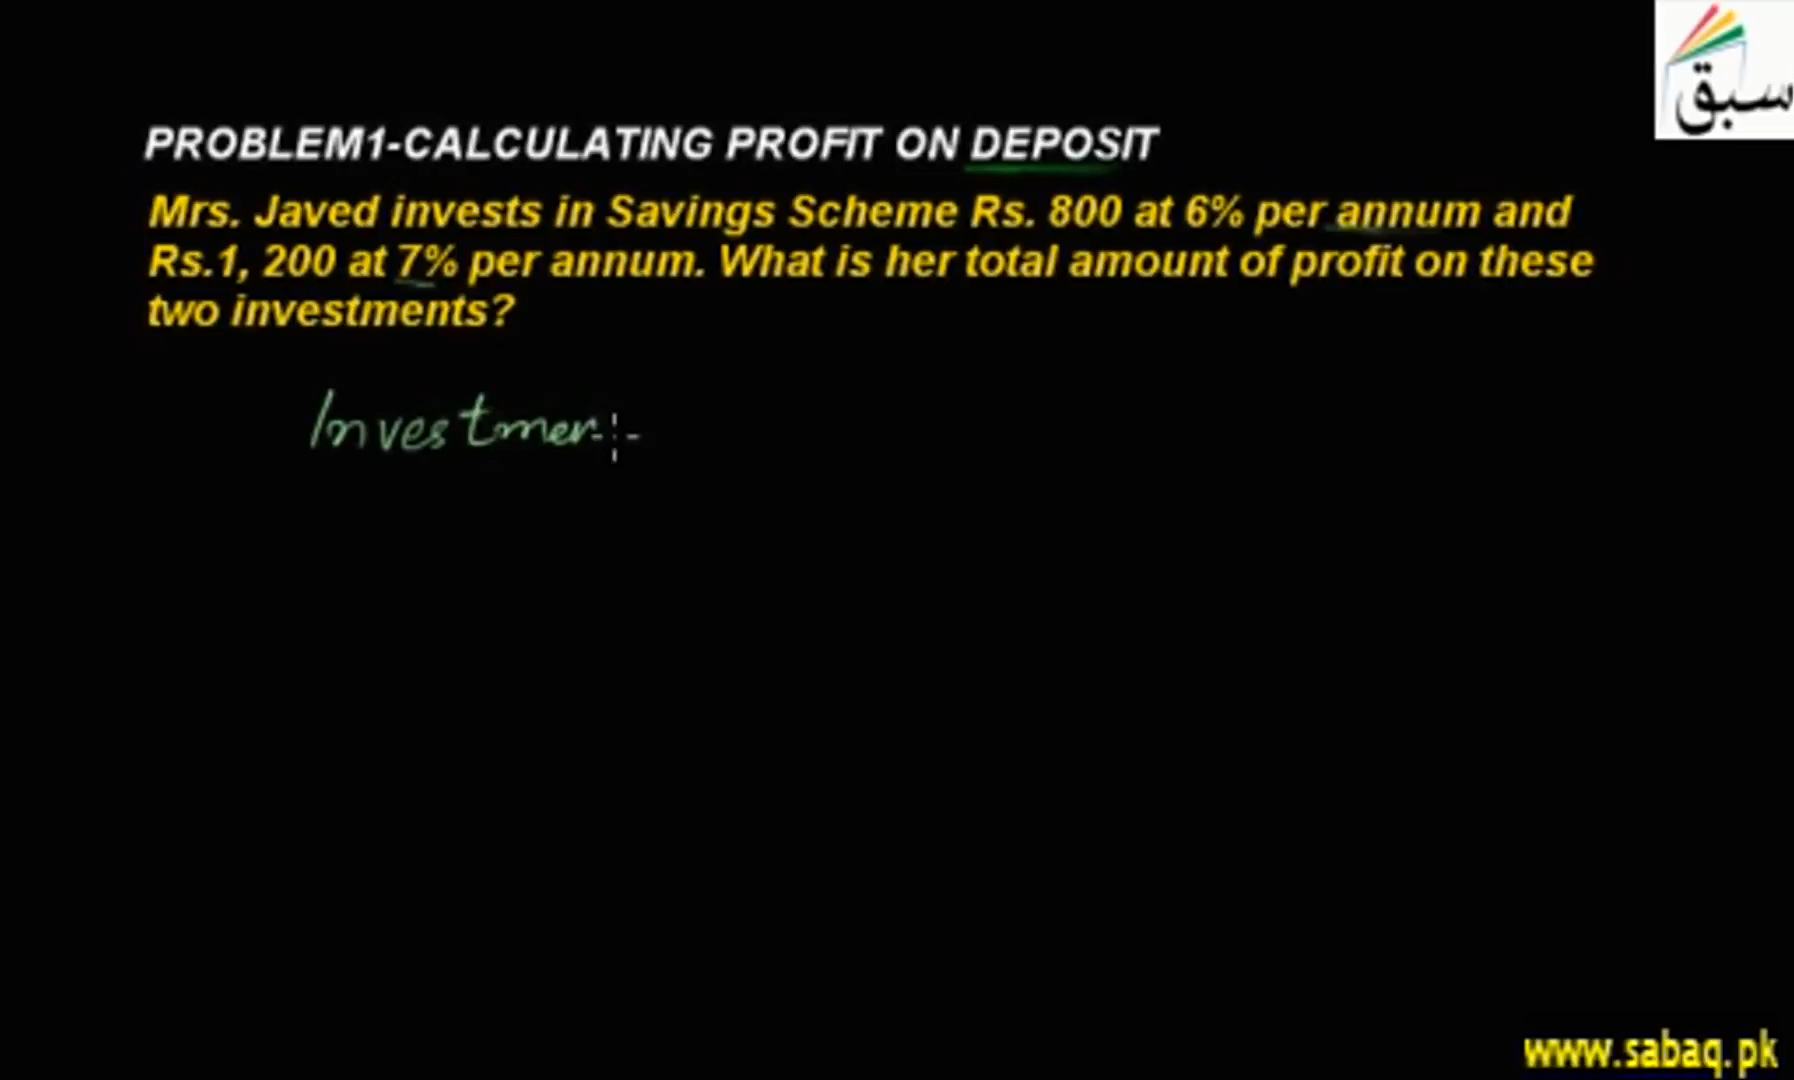 سبق
PROBLEM1-CALCULATING PROFIT ON DEPOSIT
Mrs. Javed invests in Savings Scheme Rs. 800 at 6% per annum and
Rs.1, 200 at 7% per annum. What is her total amount of profit on these
two investments?
Investmen
www.sabaq.pk